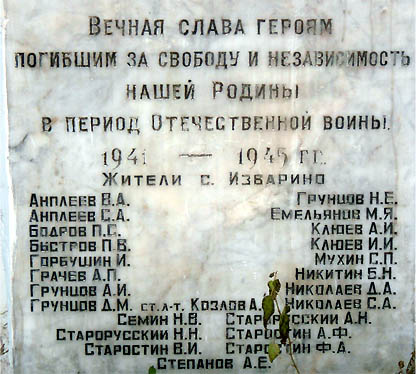 Вечная слава героям
погибшим за свободу и независимость
нашей Родины
в период Отечественной воины.
1941 — 1945 г.г.
Жители с. Изварино
Анплеев В.А. Грунцов Н.Е.
Анплеев С.А. Емельянов М.Я.
Бодров П.С. Клюев А.И.
Быстров П.В. Клюев И.И.
Горбушин И. Мухин С.П.
Грачев А.П. Никитин Б.Н.
Грунцов А.И. Николаев Д.А.
Грунцов Д.М. ст. л-т. Козлов А. Николаев С.А.
Семин Н.В. Старорусский А.Н.
Старорусский Н.Н. Старостин А.Ф.
Старостин В.И. Старостин Ф.А.
Степанов А.Е.